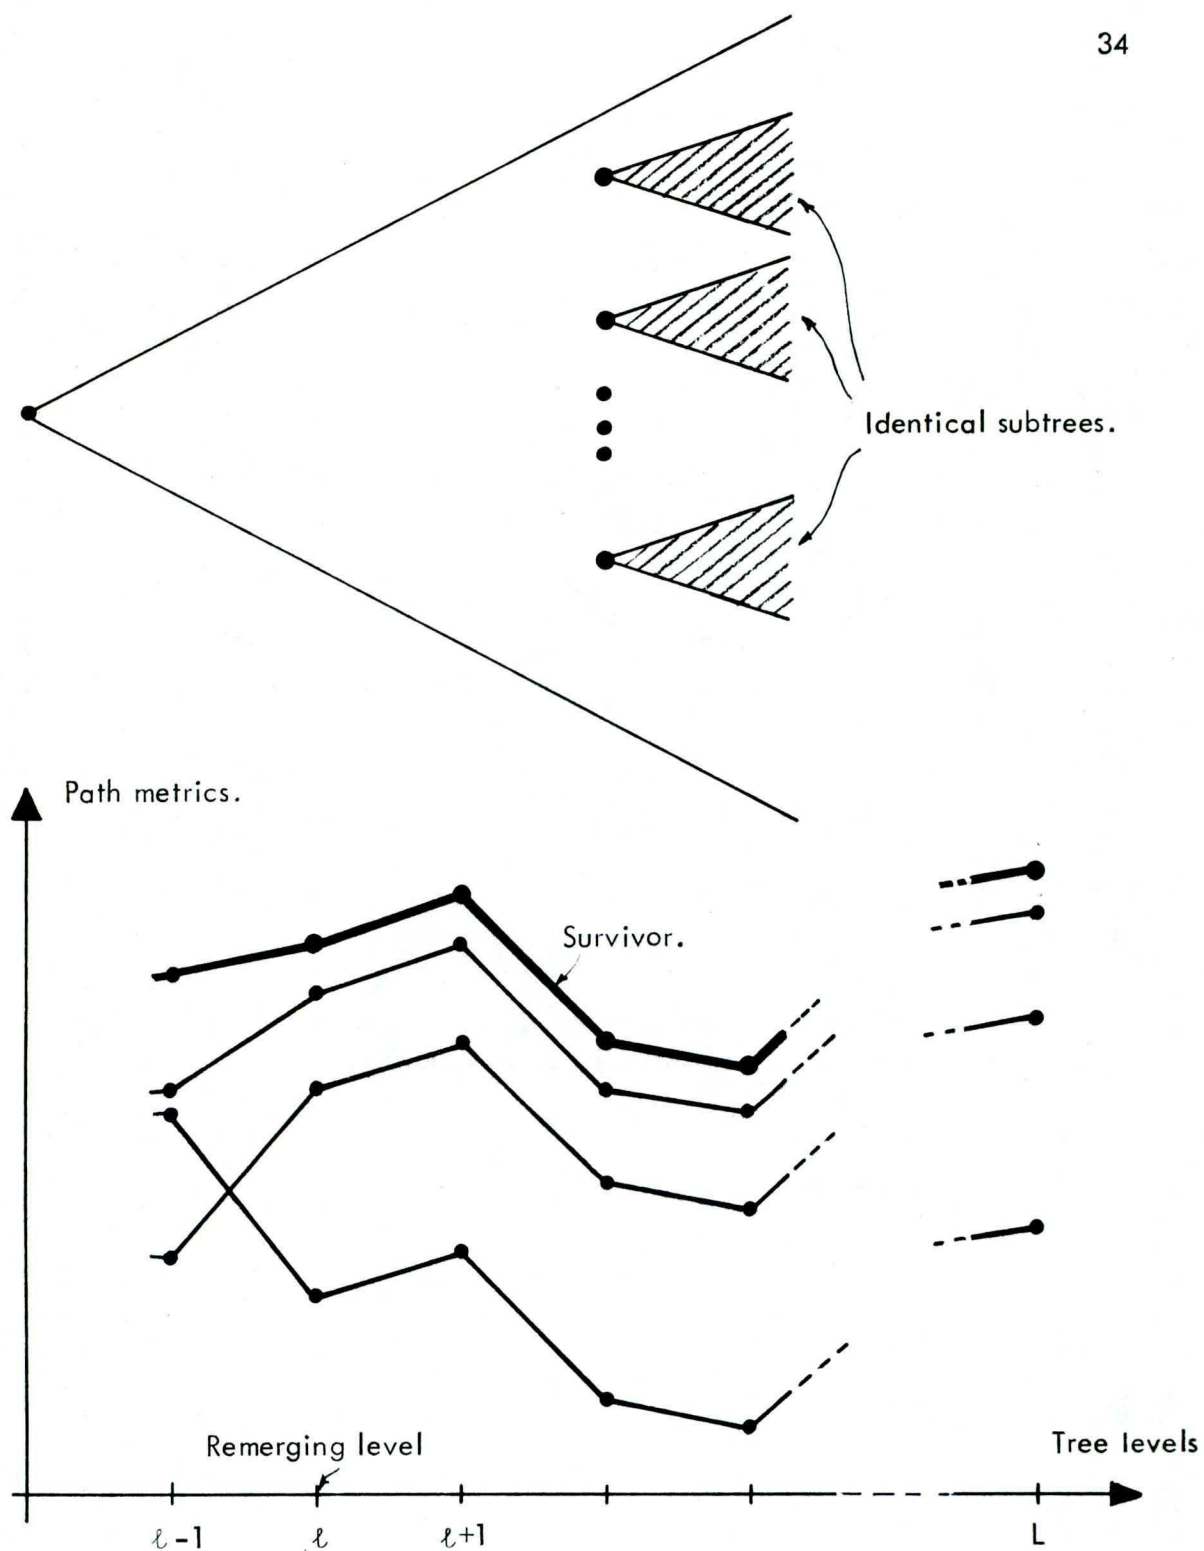 34
Identical subtrees.
Path metrics.
Survivor.
Remerging level
Tree levels
ℓ-1 ℓ ℓ+1 L